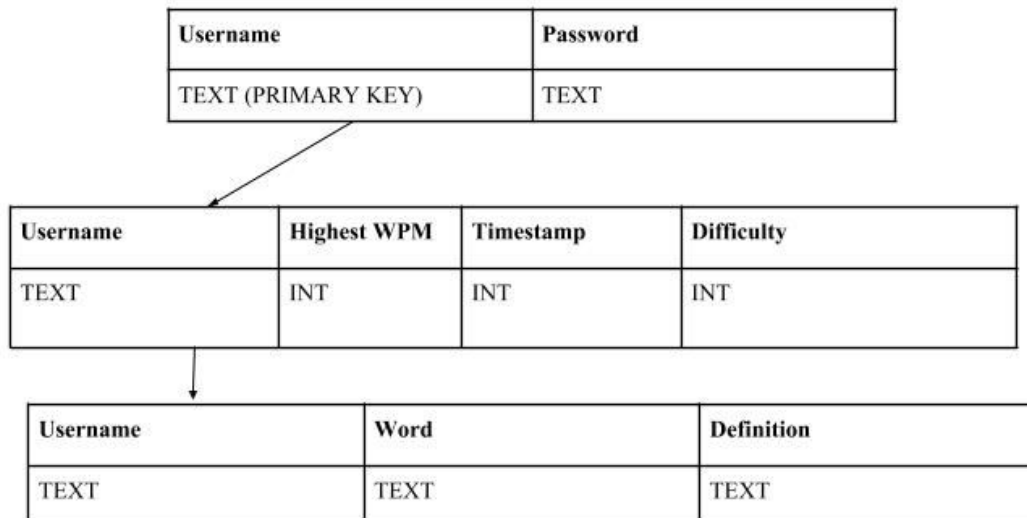 Username Password
TEXT (PRIMARY KEY) TEXT
Username Highest WPM Timestamp Difficulty
TEXT INT INT INT
Username Word Definition
TEXT TEXT TEXT